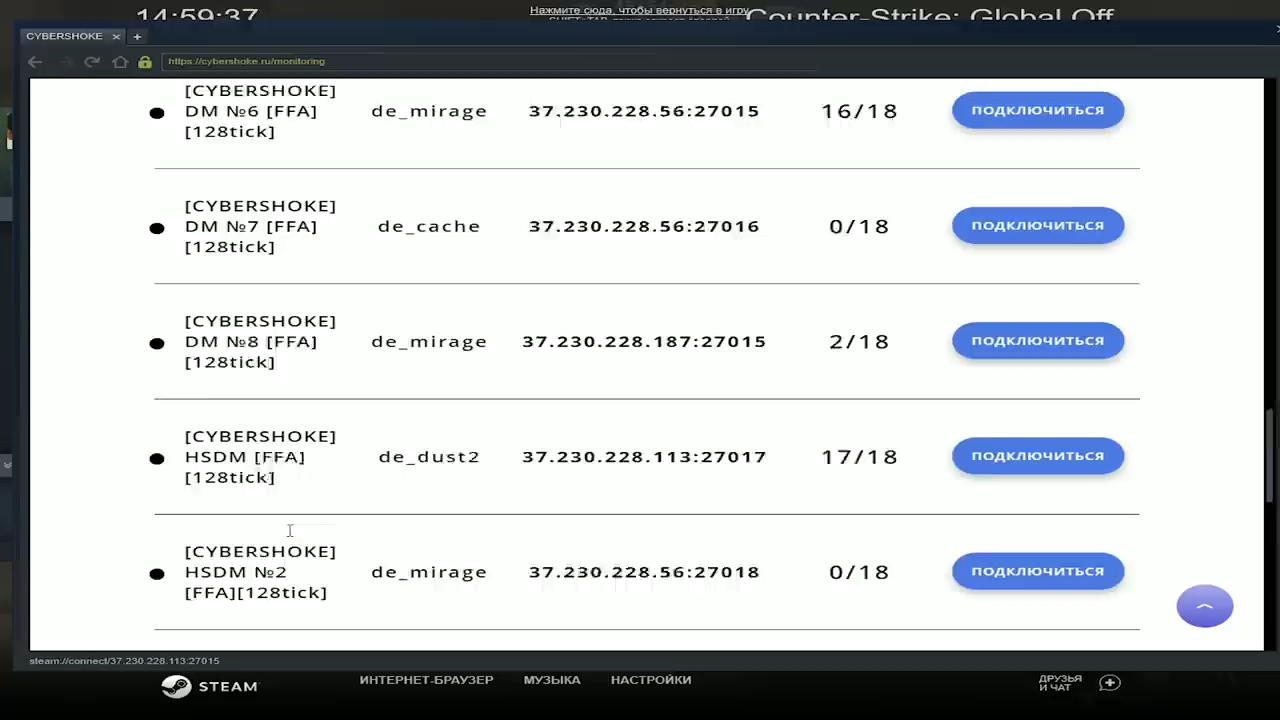 14:59:37
Нажмите сюда, чтобы вернуться в игру
Counter-Strike: Global Off
CYBERSHOKE × +
https://cybershoke.ru/monitoring
[CYBERSHOKE]
DM №6 [FFA]
[128tick]
de_mirage
37.230.228.56:27015
16/18
ПОДКЛЮЧИТЬСЯ
[CYBERSHOKE]
DM №7 [FFA]
[128tick]
de_cache
37.230.228.56:27016
0/18
ПОДКЛЮЧИТЬСЯ
[CYBERSHOKE]
DM №8 [FFA]
[128tick]
de_mirage
37.230.228.187:27015
2/18
ПОДКЛЮЧИТЬСЯ
[CYBERSHOKE]
HSDM [FFA]
[128tick]
de_dust2
37.230.228.113:27017
17/18
ПОДКЛЮЧИТЬСЯ
[CYBERSHOKE]
HSDM №2
[FFA][128tick]
de_mirage
37.230.228.56:27018
0/18
ПОДКЛЮЧИТЬСЯ
steam://connect/37.230.228.113:27015
STEAM
ИНТЕРНЕТ-БРАУЗЕР
МУЗЫКА
НАСТРОЙКИ
ДРУЗЬЯ
И ЧАТ